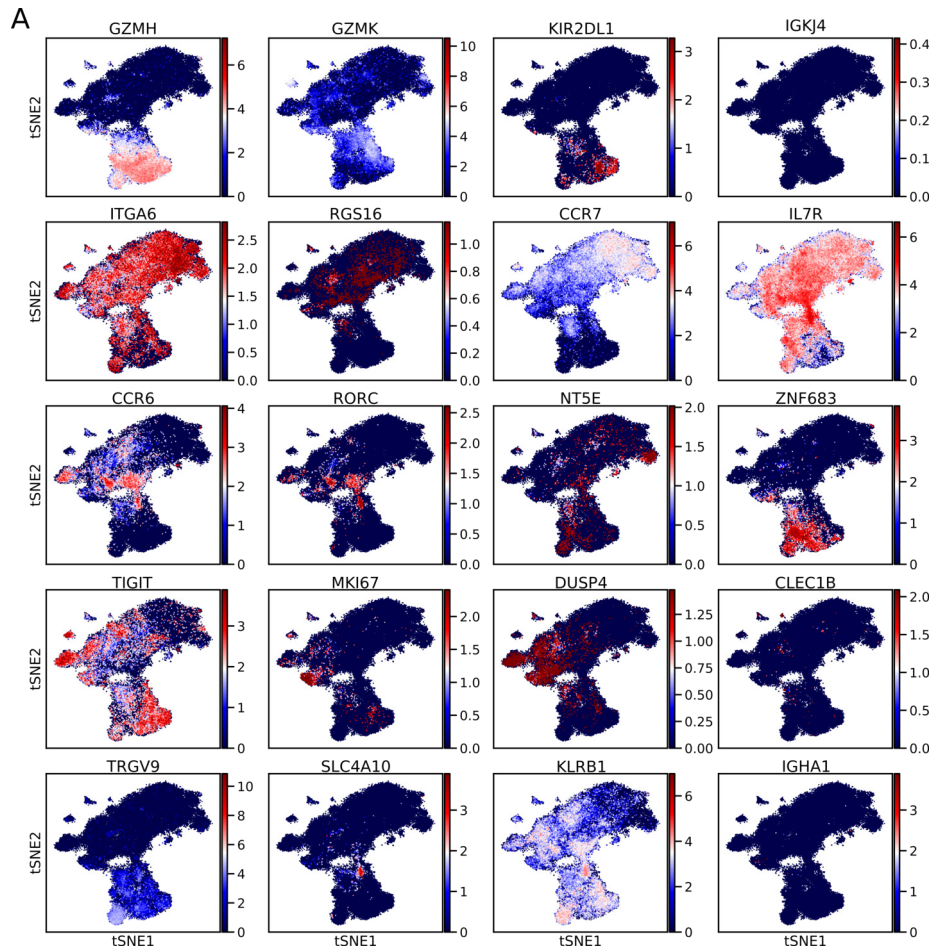 A
GZMH GZMK KIR2DL1 IGKJ4
tSNE2
6 4 2 0
10 8 6 4 2 0
3 2 1 0
0.4 0.3 0.2 0.1 0.0
ITGA6 RGS16 CCR7 IL7R
tSNE2
2.5 2.0 1.5 1.0 0.5 0.0
1.0 0.8 0.6 0.4 0.2 0.0
6 4 2 0
6 4 2 0
CCR6 RORC NT5E ZNF683
tSNE2
4 3 2 1 0
2.5 2.0 1.5 1.0 0.5 0.0
2.0 1.5 1.0 0.5 0.0
3 2 1 0
TIGIT MKI67 DUSP4 CLEC1B
tSNE2
3 2 1 0
2.0 1.5 1.0 0.5 0.0
1.25 1.00 0.75 0.50 0.25 0.00
2.0 1.5 1.0 0.5 0.0
TRGV9 SLC4A10 KLRB1 IGHA1
tSNE2
10 8 6 4 2 0
3 2 1 0
6 4 2 0
3 2 1 0
tSNE1 tSNE1 tSNE1 tSNE1